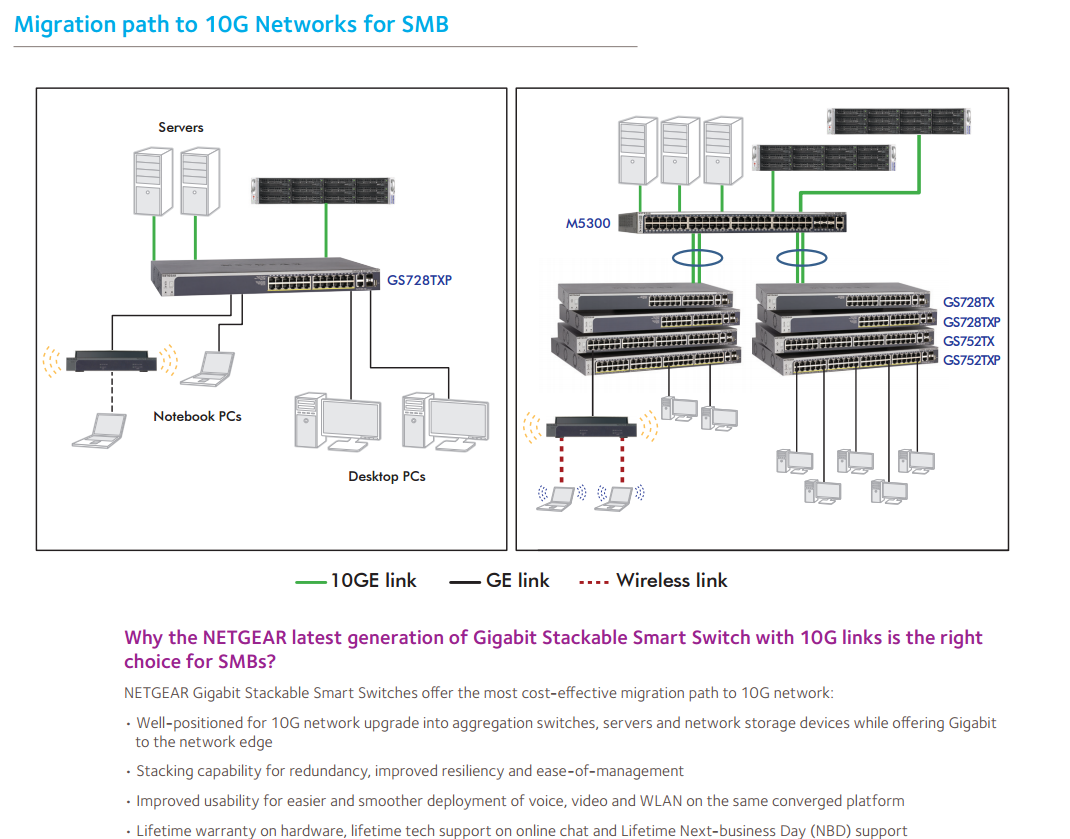 Migration path to 10G Networks for SMB
Servers
GS728TXP
Notebook PCs
Desktop PCs
M5300
GS728TX
GS728TXP
GS752TX
GS752TXP
10GE link
GE link
Wireless link
Why the NETGEAR latest generation of Gigabit Stackable Smart Switch with 10G links is the right
choice for SMBs?
NETGEAR Gigabit Stackable Smart Switches offer the most cost-effective migration path to 10G network:
• Well-positioned for 10G network upgrade into aggregation switches, servers and network storage devices while offering Gigabit
to the network edge
• Stacking capability for redundancy, improved resiliency and ease-of-management
• Improved usability for easier and smoother deployment of voice, video and WLAN on the same converged platform
• Lifetime warranty on hardware, lifetime tech support on online chat and Lifetime Next-business Day (NBD) support